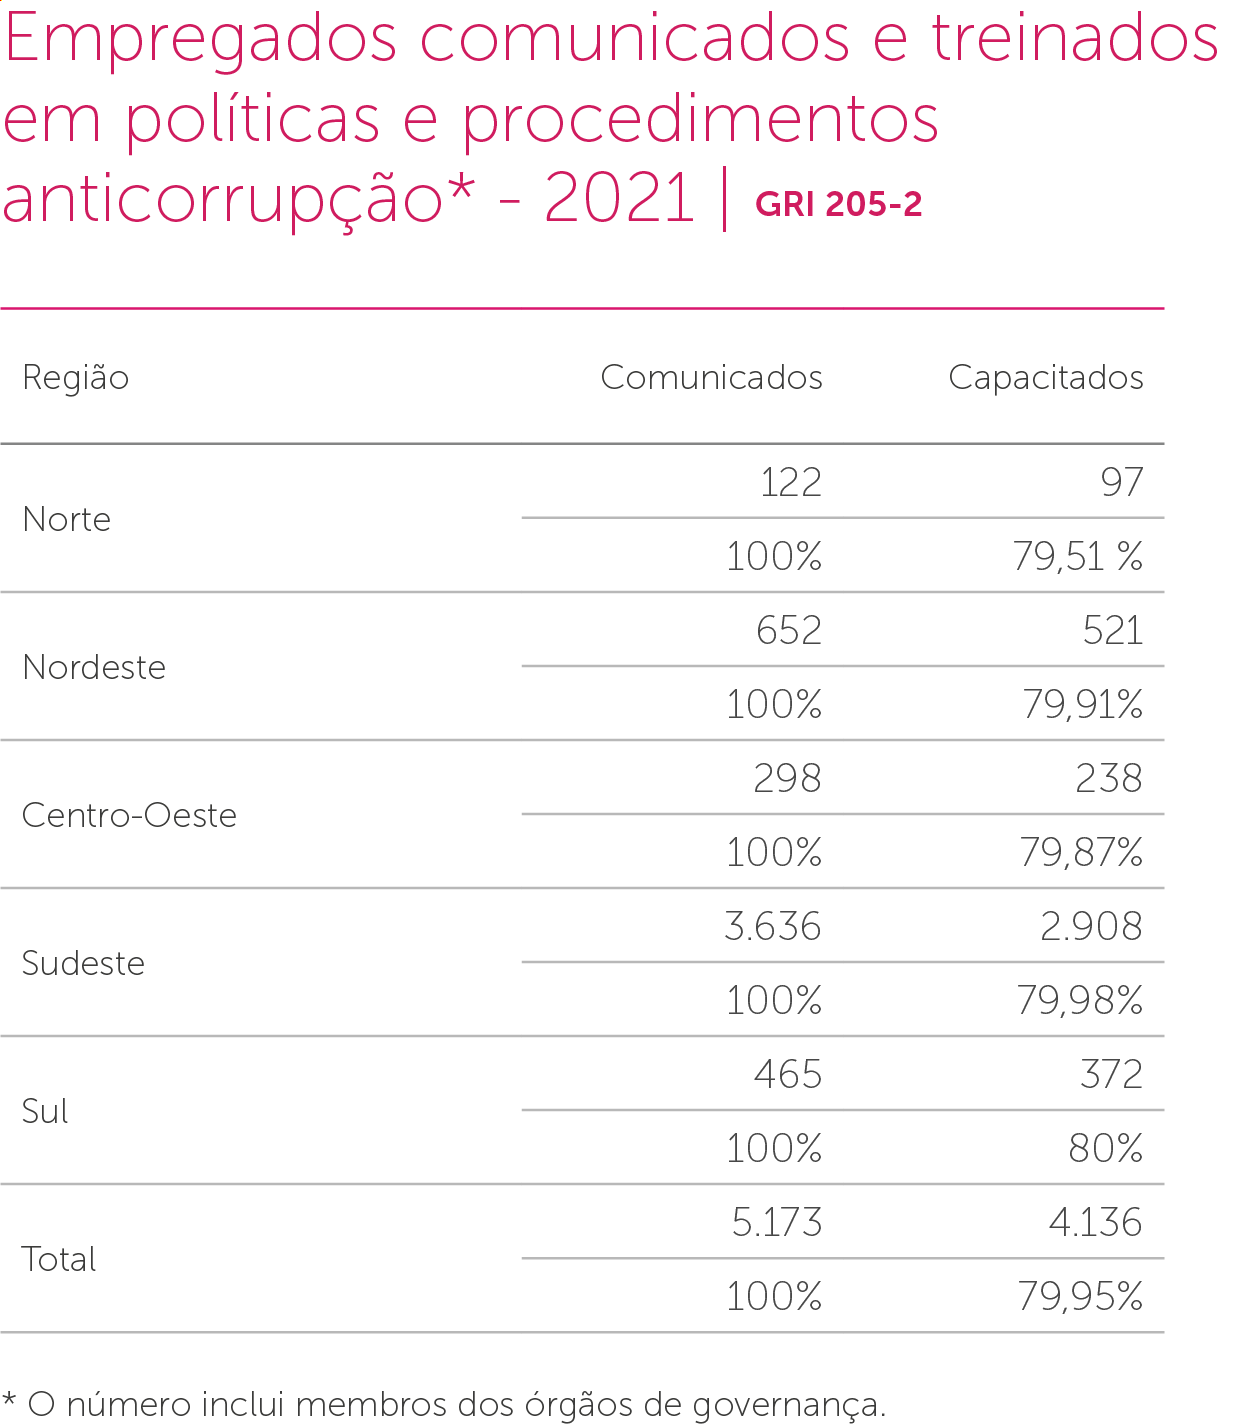 Empregados comunicados e treinados
em políticas e procedimentos
anticorrupção* - 2021 | GRI 205-2
Região Comunicados Capacitados
Norte
122 97
100% 79,51 %
Nordeste
652 521
100% 79,91%
Centro-Oeste
298 238
100% 79,87%
Sudeste
3.636 2.908
100% 79,98%
Sul
465 372
100% 80%
Total
5.173 4.136
100% 79,95%
* O número inclui membros dos órgãos de governança.